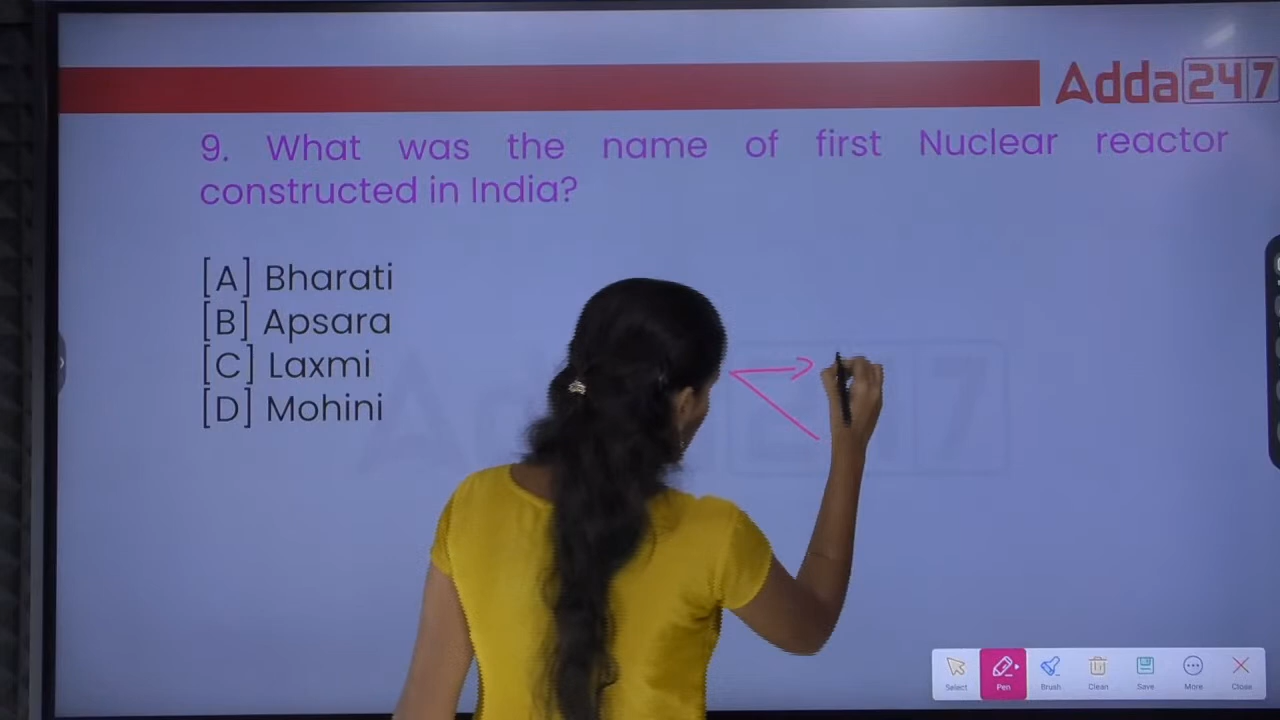 Adda247
9. What was the name of first Nuclear reactor
constructed in India?
[A] Bharati
[B] Apsara
[C] Laxmi
[D] Mohini
Select
Pen
Brush
Clean
Save
More
Close